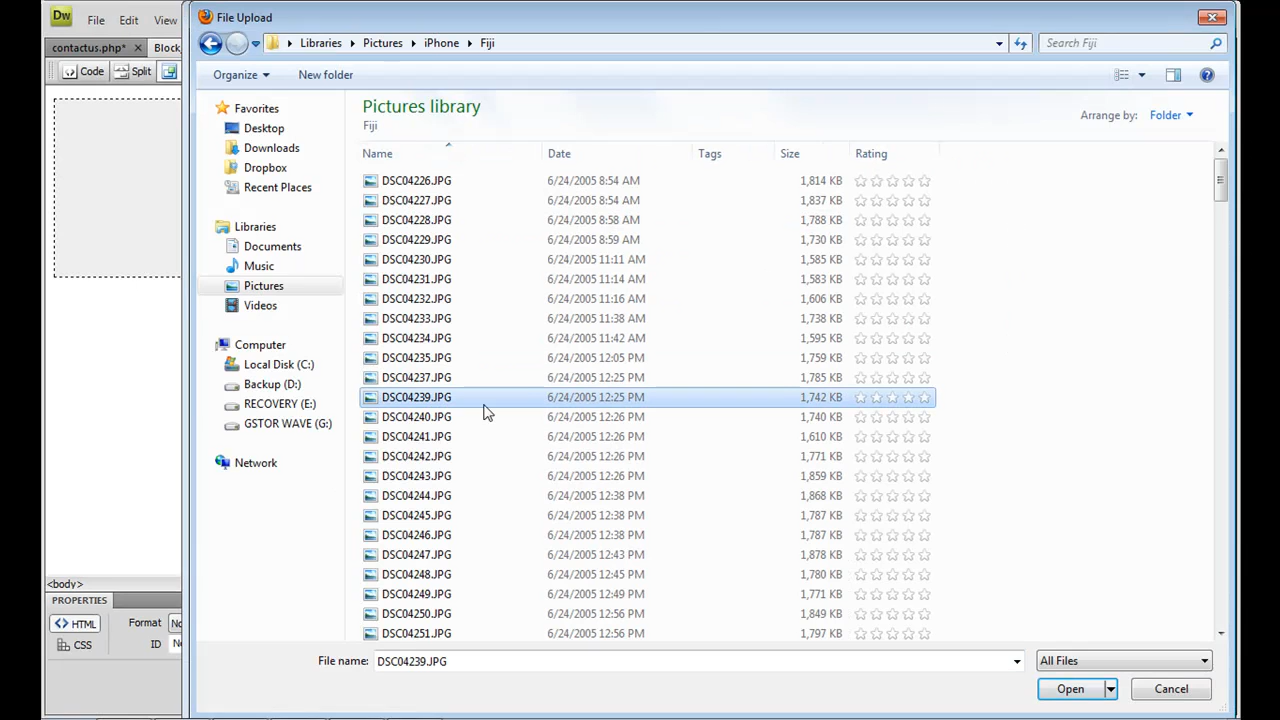 Dw File Edit View
contactus.php* × Block
Code Split
File Upload
Libraries Pictures iPhone Fiji Search Fiji
Organize New folder
Favorites
Desktop
Downloads
Dropbox
Recent Places
Libraries
Documents
Music
Pictures
Videos
Computer
Local Disk (C:)
Backup (D:)
RECOVERY (E:)
GSTOR WAVE (G:)
Network
Pictures library
Fiji
Arrange by: Folder
Name Date Tags Size Rating
DSC04226.JPG 6/24/2005 8:54 AM 1,814 KB
DSC04227.JPG 6/24/2005 8:54 AM 1,837 KB
DSC04228.JPG 6/24/2005 8:58 AM 1,788 KB
DSC04229.JPG 6/24/2005 8:59 AM 1,730 KB
DSC04230.JPG 6/24/2005 11:11 AM 1,585 KB
DSC04231.JPG 6/24/2005 11:14 AM 1,583 KB
DSC04232.JPG 6/24/2005 11:16 AM 1,606 KB
DSC04233.JPG 6/24/2005 11:38 AM 1,738 KB
DSC04234.JPG 6/24/2005 11:42 AM 1,595 KB
DSC04235.JPG 6/24/2005 12:05 PM 1,759 KB
DSC04237.JPG 6/24/2005 12:25 PM 1,785 KB
DSC04239.JPG 6/24/2005 12:25 PM 1,742 KB
DSC04240.JPG 6/24/2005 12:26 PM 1,740 KB
DSC04241.JPG 6/24/2005 12:26 PM 1,610 KB
DSC04242.JPG 6/24/2005 12:26 PM 1,771 KB
DSC04243.JPG 6/24/2005 12:26 PM 1,859 KB
DSC04244.JPG 6/24/2005 12:38 PM 1,868 KB
DSC04245.JPG 6/24/2005 12:38 PM 1,787 KB
DSC04246.JPG 6/24/2005 12:38 PM 1,787 KB
DSC04247.JPG 6/24/2005 12:43 PM 1,878 KB
DSC04248.JPG 6/24/2005 12:45 PM 1,780 KB
DSC04249.JPG 6/24/2005 12:49 PM 1,771 KB
DSC04250.JPG 6/24/2005 12:56 PM 1,849 KB
DSC04251.JPG 6/24/2005 12:56 PM 1,797 KB
<body>
PROPERTIES
<> HTML Format No
CSS ID N
File name: DSC04239.JPG All Files
Open Cancel